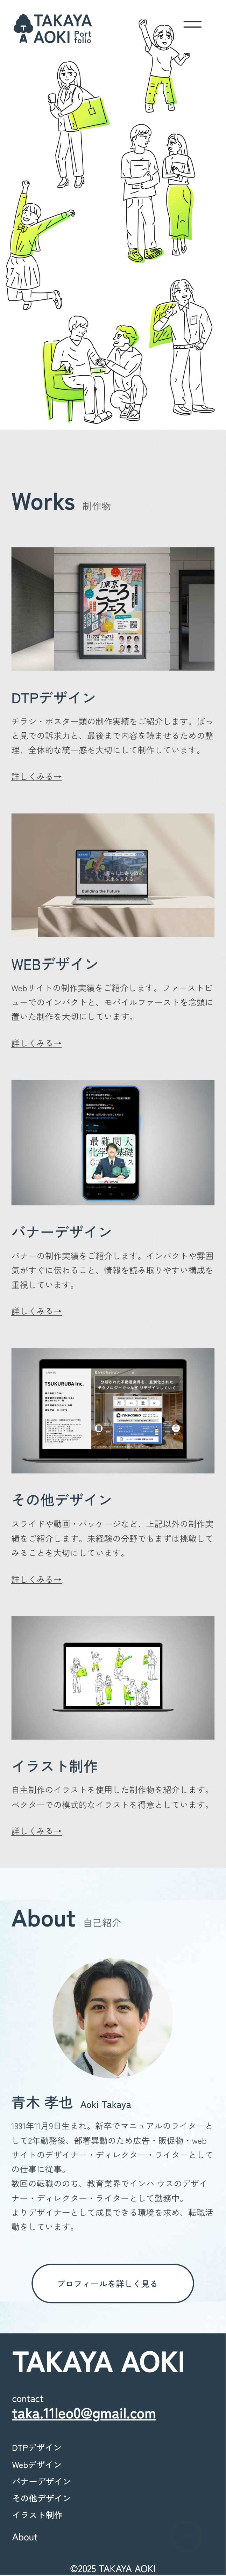 TAKAYA
AOKI Port
folio
Works 制作物
東京
こころ
フェス
DTPデザイン
チラシ・ポスター類の制作実績をご紹介します。ぱっ
と見での訴求力と、最後まで内容を読ませるための整
理、全体的な統一感を大切にして制作しています。
詳しくみる→
Building the Future
WEBデザイン
Webサイトの制作実績をご紹介します。ファーストビ
ューでのインパクトと、モバイルファーストを念頭に
置いた制作を大切にしています。
詳しくみる→
バナーデザイン
バナーの制作実績をご紹介します。インパクトや雰囲
気がすぐに伝わること、情報を読み取りやすい構成を
重視しています。
詳しくみる→
TSUKURUBA Inc.
その他デザイン
スライドや動画・パッケージなど、上記以外の制作実
績をご紹介します。未経験の分野でもまずは挑戦して
みることを大切にしています。
詳しくみる→
イラスト制作
自主制作のイラストを使用した制作物を紹介します。
ベクターでの模式的なイラストを得意としています。
詳しくみる→
About 自己紹介
青木 孝也 Aoki Takaya
1991年11月9日生まれ。新卒でマニュアルのライターと
して2年勤務後、部署異動のため広告・販促物・web
サイトのデザイナー・ディレクター・ライターとして
の仕事に従事。
数回の転職ののち、教育業界でインハウスのデザイ
ナー・ディレクター・ライターとして勤務中。
よりデザイナーとして成長できる環境を求め、転職活
動をしています。
プロフィールを詳しく見る
TAKAYA AOKI
contact
taka.11leo0@gmail.com
DTPデザイン
Webデザイン
バナーデザイン
その他デザイン
イラスト制作
About
©2025 TAKAYA AOKI